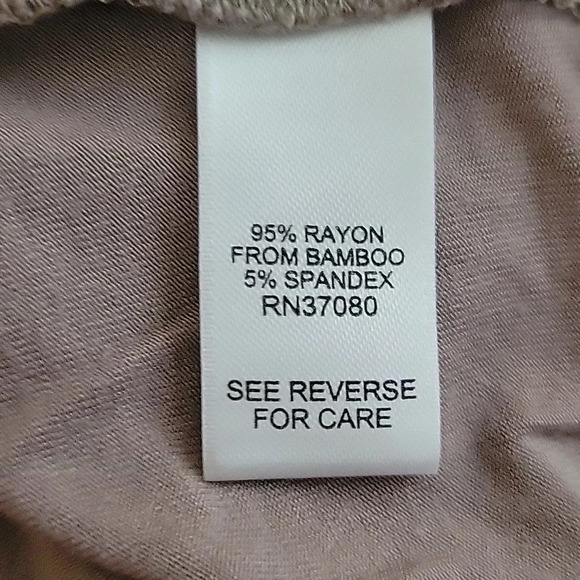 95% RAYON
FROM BAMBOO
5% SPANDEX
RN37080
SEE REVERSE
FOR CARE